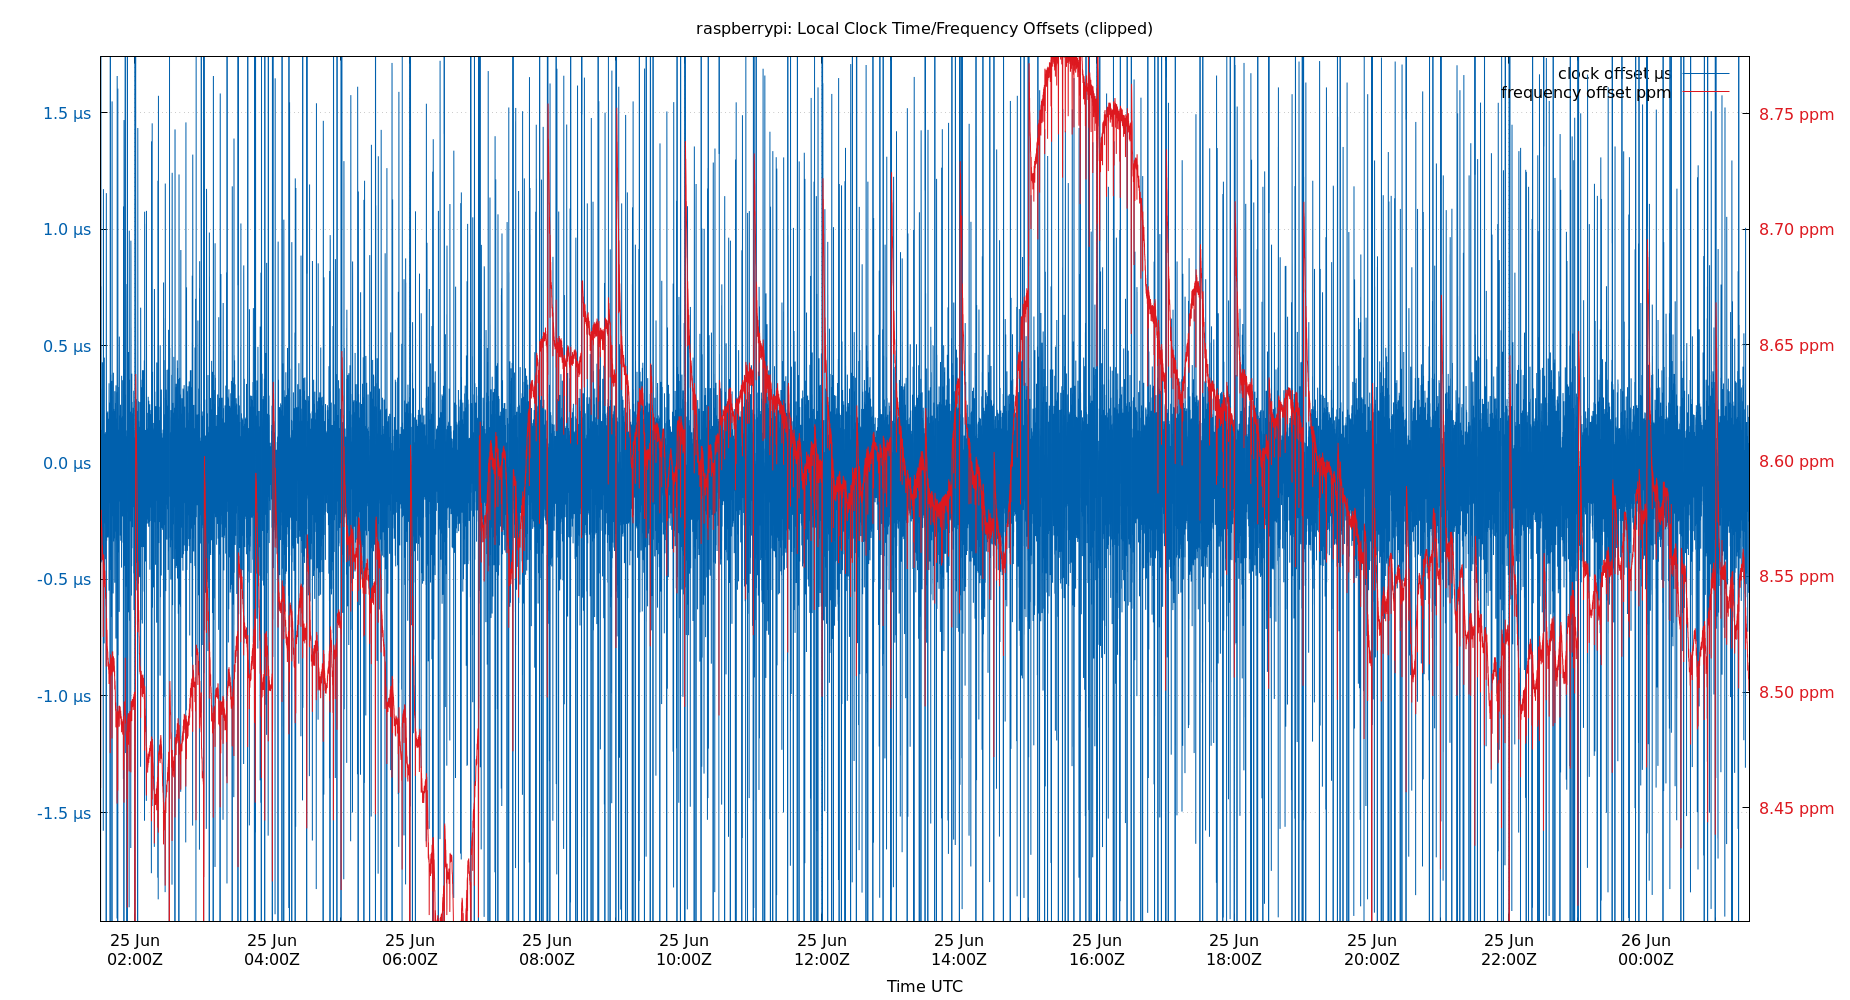 raspberrypi: Local Clock Time/Frequency Offsets (clipped)
clock offset µs
frequency offset ppm
1.5 µs
1.0 µs
0.5 µs
0.0 µs
-0.5 µs
-1.0 µs
-1.5 µs
8.75 ppm
8.70 ppm
8.65 ppm
8.60 ppm
8.55 ppm
8.50 ppm
8.45 ppm
25 Jun 25 Jun 25 Jun 25 Jun 25 Jun 25 Jun 25 Jun 25 Jun 25 Jun 25 Jun 25 Jun 26 Jun
02:00Z 04:00Z 06:00Z 08:00Z 10:00Z 12:00Z 14:00Z 16:00Z 18:00Z 20:00Z 22:00Z 00:00Z
Time UTC